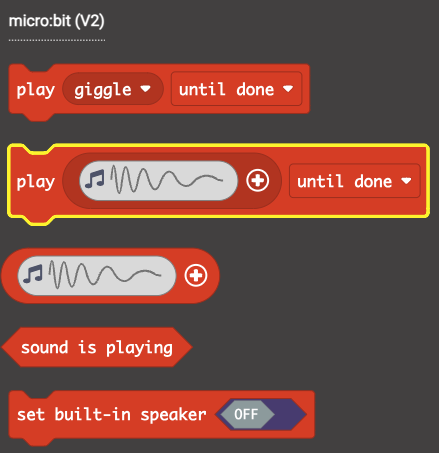 micro:bit (V2)
play giggle until done
play until done
sound is playing
set built-in speaker OFF